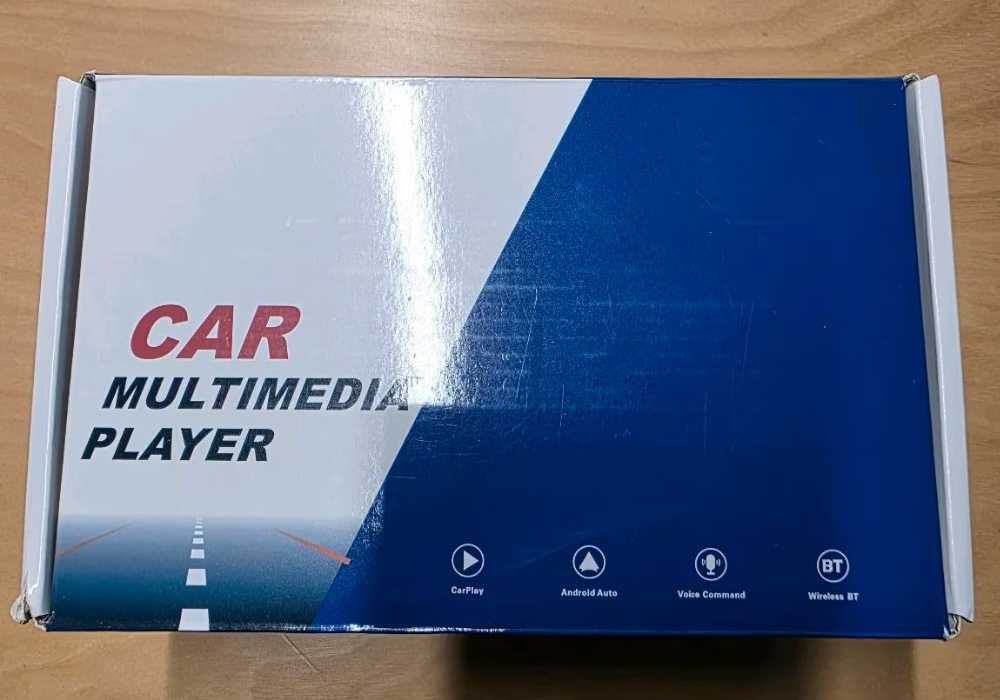 CAR
MULTIMEDIA
PLAYER
CarPlay
Android Auto
Voice Command
BT
Wireless BT